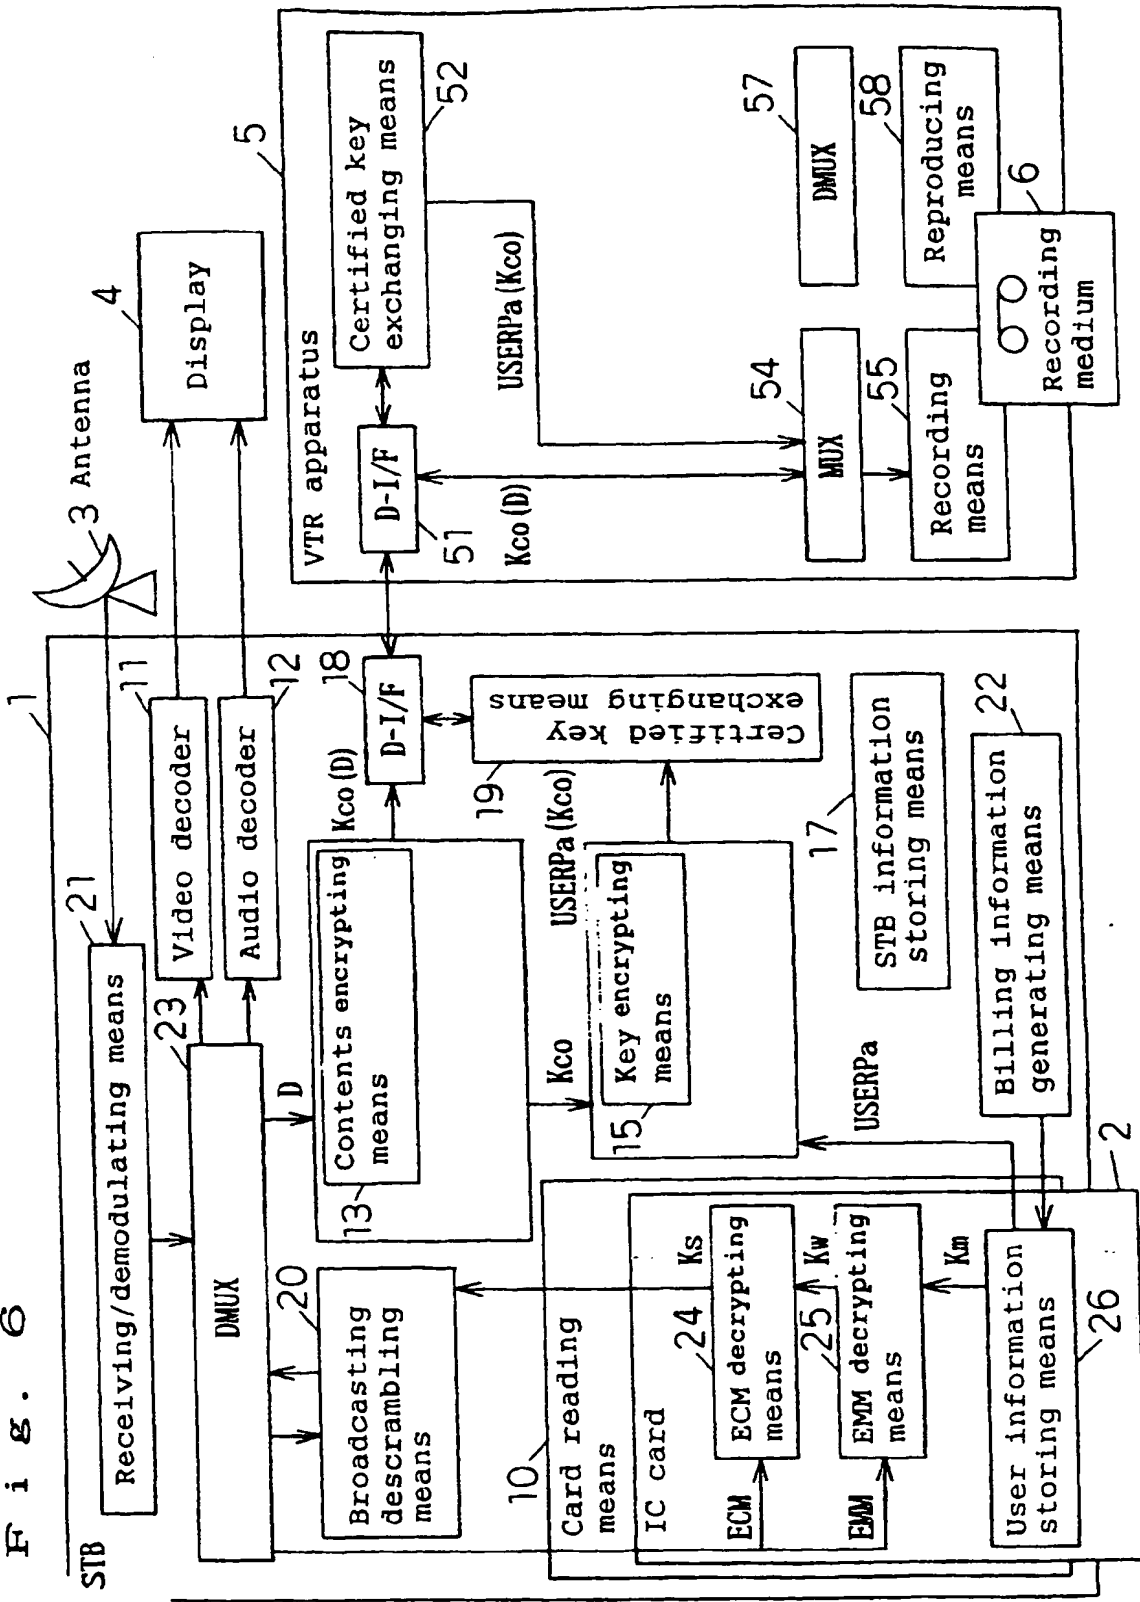 Fig. 6
STB
1
Receiving/demodulating means
21
3 Antenna
DMUX
23
Video decoder
11
Audio decoder
12
4
Display
D
Broadcasting
descrambling
means
20
Contents encrypting
means
13
Kco(D)
D-I/F
18
Kco
Key encrypting
means
15
USERPa(Kco)
Certified key
exchanging means
19
USERPa
STB information
storing means
17
Billing information
generating means
22
10
Card reading
means
IC card
2
ECM
ECM decrypting
means
24
Ks
Kw
EMM
EMM decrypting
means
25
Km
User information
storing means
26
VTR apparatus
5
D-I/F
51
Certified key
exchanging means
52
USERPa(Kco)
Kco(D)
MUX
54
DMUX
57
Recording
means
55
Reproducing
means
58
Recording
medium
6